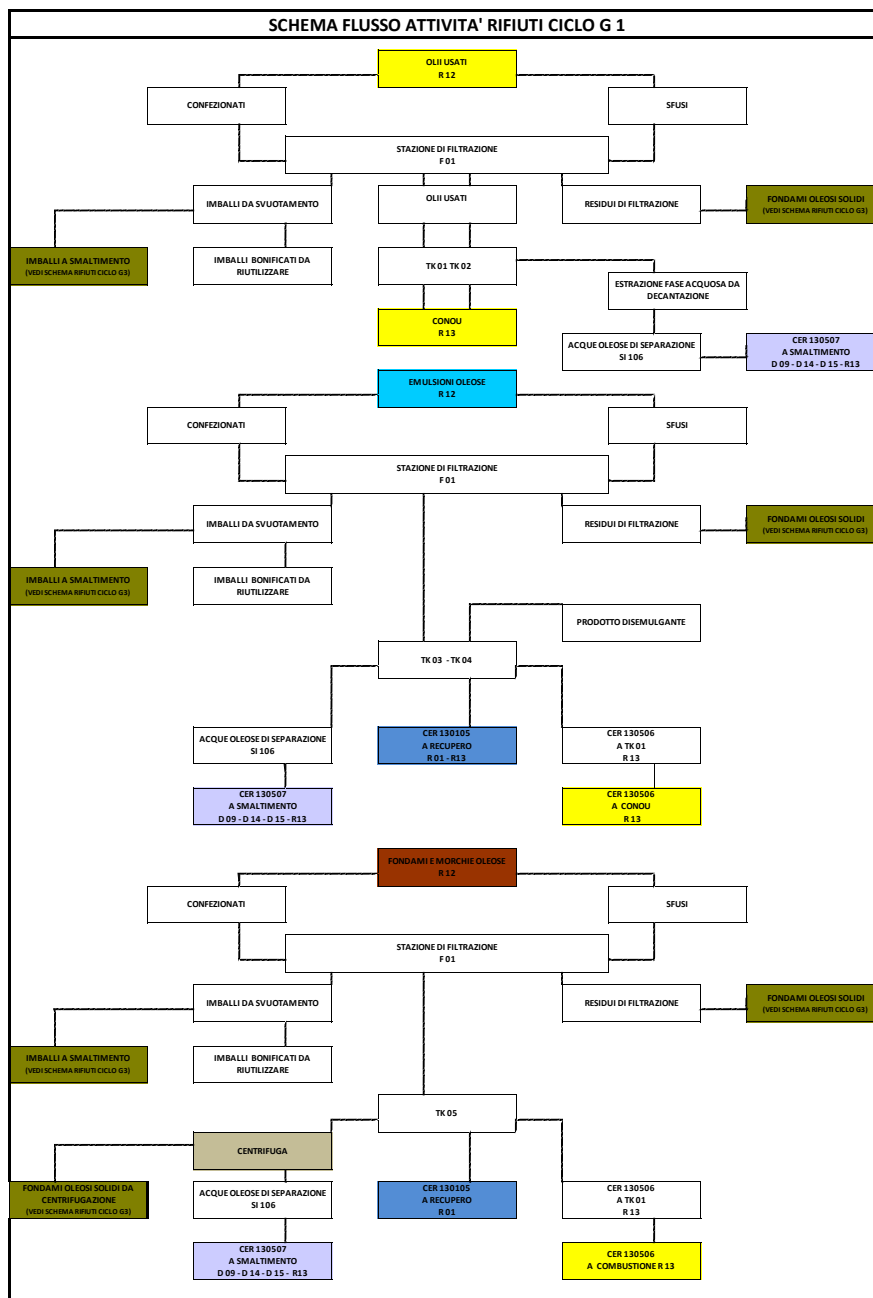 SCHEMA FLUSSO ATTIVITA' RIFIUTI CICLO G 1
OLII USATI
R 12
CONFEZIONATI
SFUSI
STAZIONE DI FILTRAZIONE
F 01
IMBALLI DA SVUOTAMENTO
OLII USATI
RESIDUI DI FILTRAZIONE
FONDAMI OLEOSI SOLIDI
(VEDI SCHEMA RIFIUTI CICLO G3)
IMBALLI A SMALTIMENTO
(VEDI SCHEMA RIFIUTI CICLO G3)
IMBALLI BONIFICATI DA
RIUTILIZZARE
TK 01 TK 02
ESTRAZIONE FASE ACQUOSA DA
DECANTAZIONE
CONOU
R 13
ACQUE OLEOSE DI SEPARAZIONE
SI 106
CER 130507
A SMALTIMENTO
D 09 - D 14 - D 15 - R13
EMULSIONI OLEOSE
R 12
CONFEZIONATI
SFUSI
STAZIONE DI FILTRAZIONE
F 01
IMBALLI DA SVUOTAMENTO
RESIDUI DI FILTRAZIONE
FONDAMI OLEOSI SOLIDI
(VEDI SCHEMA RIFIUTI CICLO G3)
IMBALLI A SMALTIMENTO
(VEDI SCHEMA RIFIUTI CICLO G3)
IMBALLI BONIFICATI DA
RIUTILIZZARE
PRODOTTO DISEMULGANTE
TK 03 - TK 04
ACQUE OLEOSE DI SEPARAZIONE
SI 106
CER 130105
A RECUPERO
R 01 - R13
CER 130506
A TK 01
R 13
CER 130507
A SMALTIMENTO
D 09 - D 14 - D 15 - R13
CER 130506
A CONOU
R 13
FONDAMI E MORCHIE OLEOSE
R 12
CONFEZIONATI
SFUSI
STAZIONE DI FILTRAZIONE
F 01
IMBALLI DA SVUOTAMENTO
RESIDUI DI FILTRAZIONE
FONDAMI OLEOSI SOLIDI
(VEDI SCHEMA RIFIUTI CICLO G3)
IMBALLI A SMALTIMENTO
(VEDI SCHEMA RIFIUTI CICLO G3)
IMBALLI BONIFICATI DA
RIUTILIZZARE
TK 05
CENTRIFUGA
FONDAMI OLEOSI SOLIDI DA
CENTRIFUGAZIONE
(VEDI SCHEMA RIFIUTI CICLO G3)
ACQUE OLEOSE DI SEPARAZIONE
SI 106
CER 130105
A RECUPERO
R 01
CER 130506
A TK 01
R 13
CER 130507
A SMALTIMENTO
D 09 - D 14 - D 15 - R13
CER 130506
A COMBUSTIONE R 13